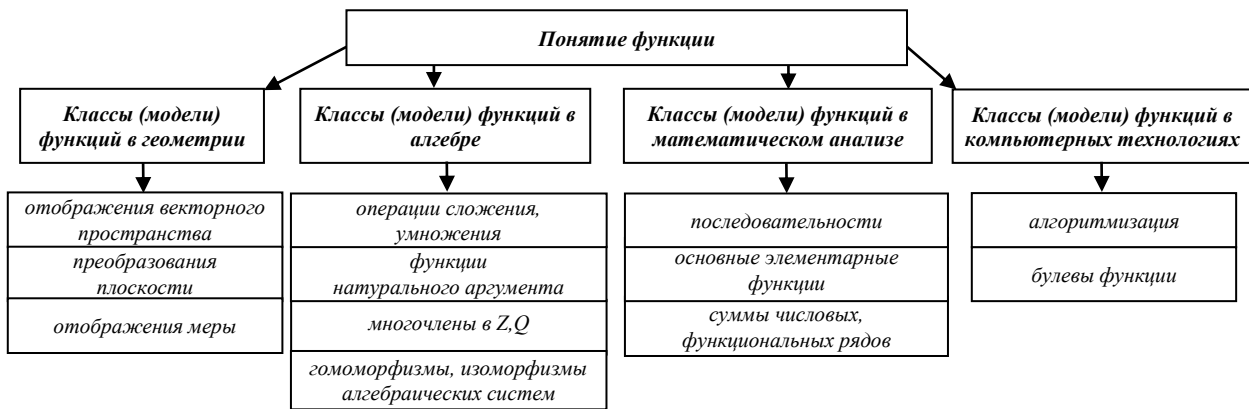 Понятие функции
Классы (модели)
функций в геометрии
Классы (модели) функций в
алгебре
Классы (модели) функций в
математическом анализе
Классы (модели) функций в
компьютерных технологиях
отображения векторного
пространства
преобразования
плоскости
отображения меры
операции сложения,
умножения
функции
натурального аргумента
многочлены в Z,Q
гомоморфизмы, изоморфизмы
алгебраических систем
последовательности
основные элементарные
функции
суммы числовых,
функциональных рядов
алгоритмизация
булевы функции